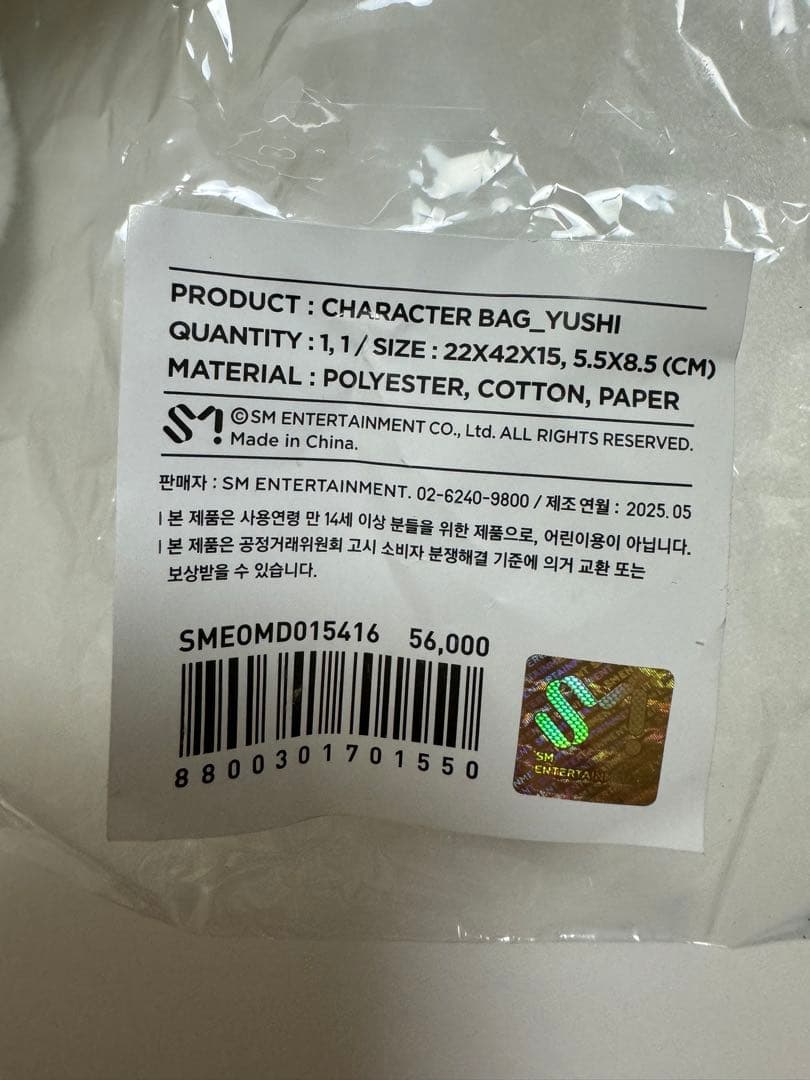 PRODUCT : CHARACTER BAG_YUSHI
QUANTITY : 1, 1 / SIZE : 22X42X15, 5.5X8.5 (CM)
MATERIAL : POLYESTER, COTTON, PAPER
SM ©SM ENTERTAINMENT CO., Ltd. ALL RIGHTS RESERVED.
Made in China.
판매자 : SM ENTERTAINMENT. 02-6240-9800 / 제조연월 : 2025.05
| 본 제품은 사용연령 만 14세 이상 분들을 위한 제품으로, 어린이용이 아닙니다.
| 본 제품은 공정거래위원회 고시 소비자 분쟁해결 기준에 의거 교환 또는
보상받을 수 있습니다.
SMEOMD015416 56,000
8800301701550
SM
SM
ENTERTAINM